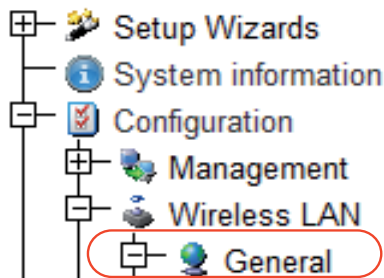 Setup Wizards
System information
Configuration
Management
Wireless LAN
General